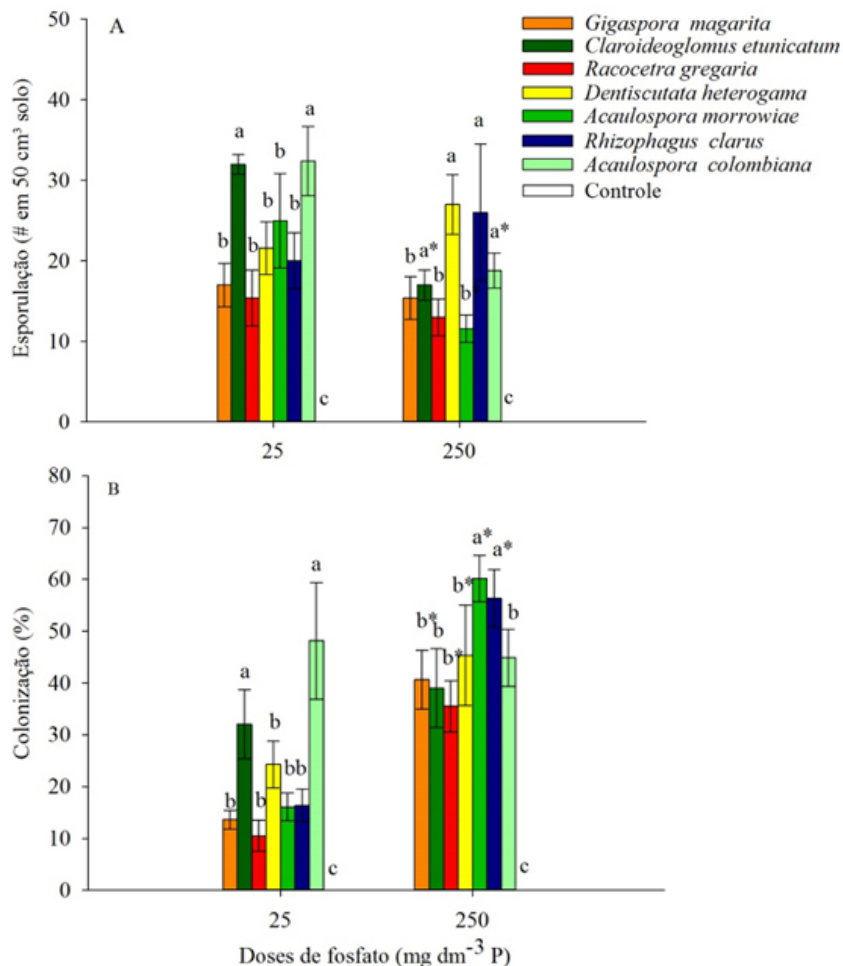 A
Esporulação (# em 50 cm³ solo)
50
40
30
20
10
0
Gigaspora magarita
Claroideoglomus etunicatum
Racocetra gregaria
Dentiscutata heterogama
Acaulospora morrowiae
Rhizophagus clarus
Acaulospora colombiana
Controle
b a b b b b a c
b a* b a b a a* c
25 250
B
Colonização (%)
80
70
60
50
40
30
20
10
0
b a b b b b a c
b* b b* b* a* a* b c
25 250
Doses de fosfato (mg dm⁻³ P)